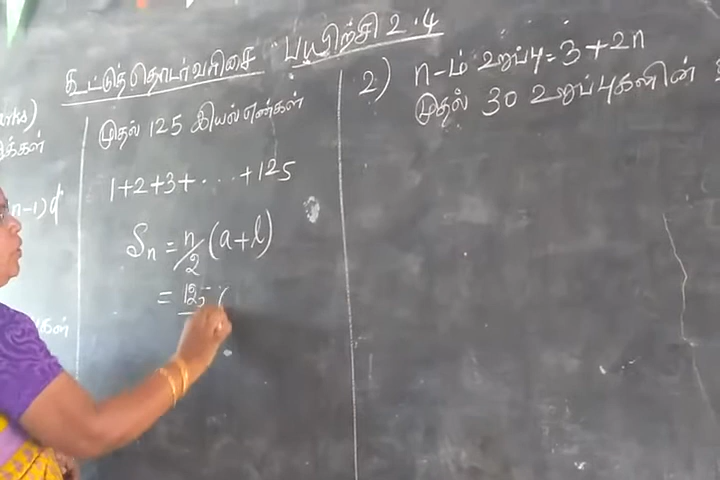 கூட்டுத்தொடர்வரிசை பயிற்சி 2.4
arks)
n-1)d
முதல் 125 இயல் எண்கள்
1+2+3+...+125
Sn = n/2 (a+l)
= 125 (
2) n-ம் உறுப்பு = 3+2n
முதல் 30 உறுப்புகளின்